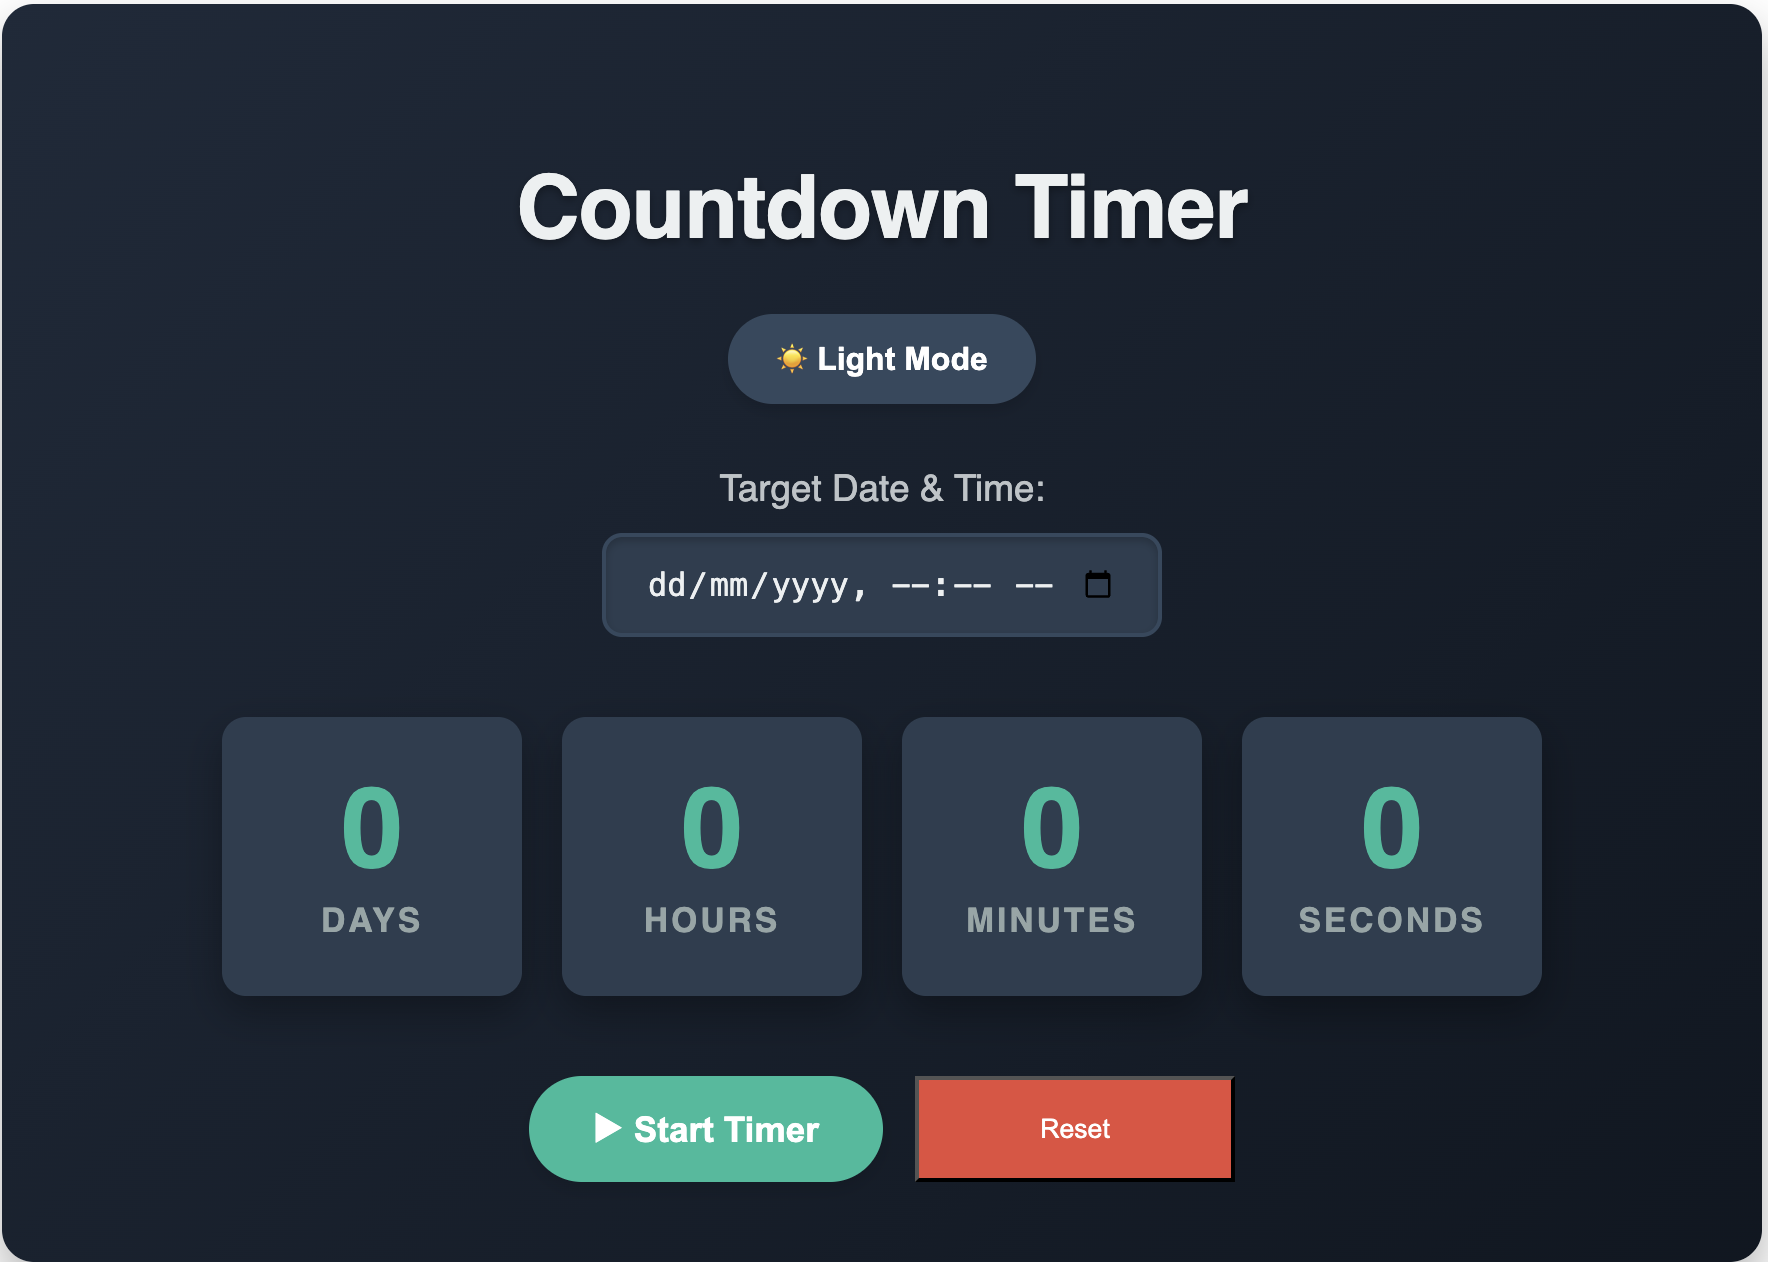 Countdown Timer
☀️ Light Mode
Target Date & Time:
dd/mm/yyyy, --:-- --
0 0 0 0
DAYS HOURS MINUTES SECONDS
▶ Start Timer Reset